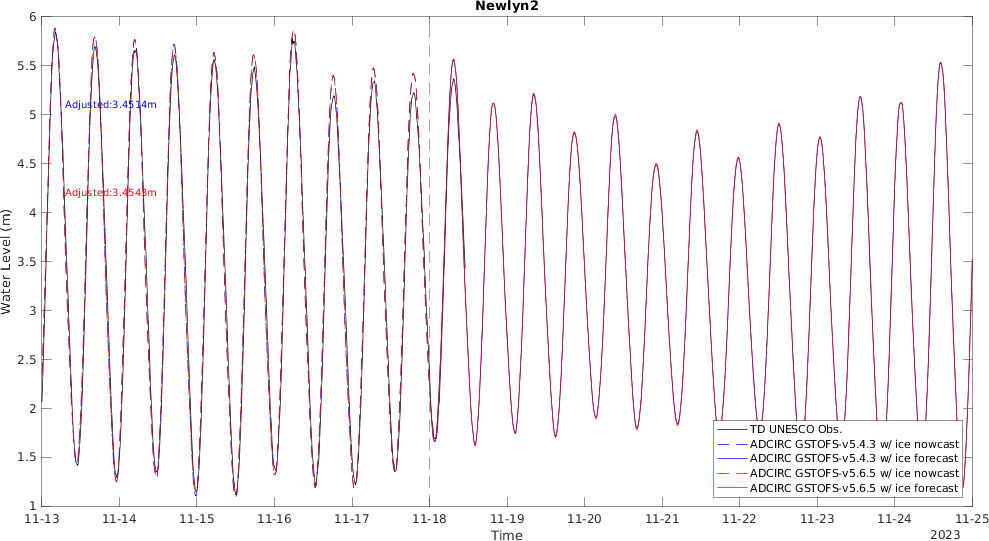 Newlyn2
Water Level (m)
6
5.5
5
4.5
4
3.5
3
2.5
2
1.5
1
Adjusted:3.4514m
Adjusted:3.4543m
TD UNESCO Obs.
ADCIRC GSTOFS-v5.4.3 w/ ice nowcast
ADCIRC GSTOFS-v5.4.3 w/ ice forecast
ADCIRC GSTOFS-v5.6.5 w/ ice nowcast
ADCIRC GSTOFS-v5.6.5 w/ ice forecast
11-13 11-14 11-15 11-16 11-17 11-18 11-19 11-20 11-21 11-22 11-23 11-24 11-25
Time
2023